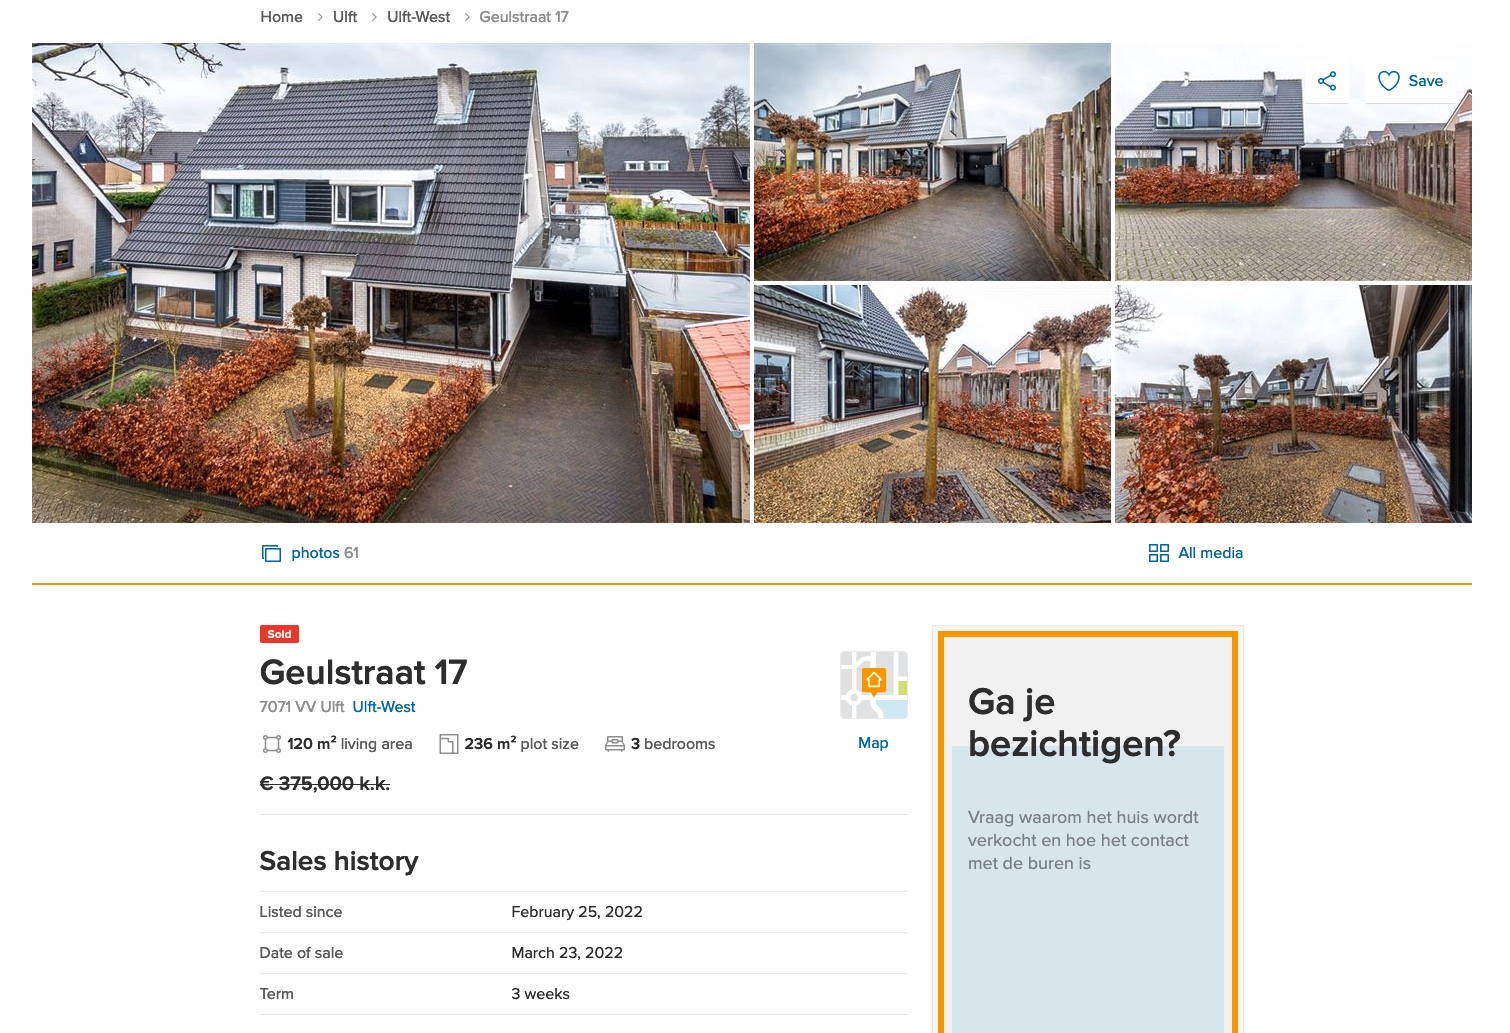 Home > Ulft > Ulft-West > Geulstraat 17
Save
photos 61
All media
Sold
Geulstraat 17
7071 VV Ulft Ulft-West
120 m² living area 236 m² plot size 3 bedrooms
Map
€ 375,000 k.k.
Sales history
Listed since February 25, 2022
Date of sale March 23, 2022
Term 3 weeks
Ga je
bezichtigen?
Vraag waarom het huis wordt
verkocht en hoe het contact
met de buren is